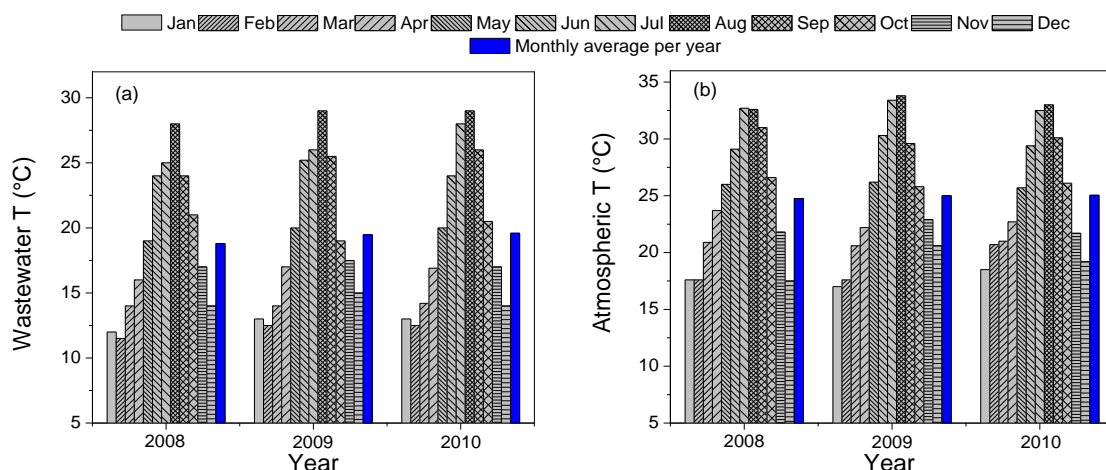 Jan Feb Mar Apr May Jun Jul Aug Sep Oct Nov Dec
Monthly average per year
(a)
30
25
20
15
10
5
Wastewater T (°C)
2008 2009 2010
Year
(b)
35
30
25
20
15
10
5
Atmospheric T (°C)
2008 2009 2010
Year